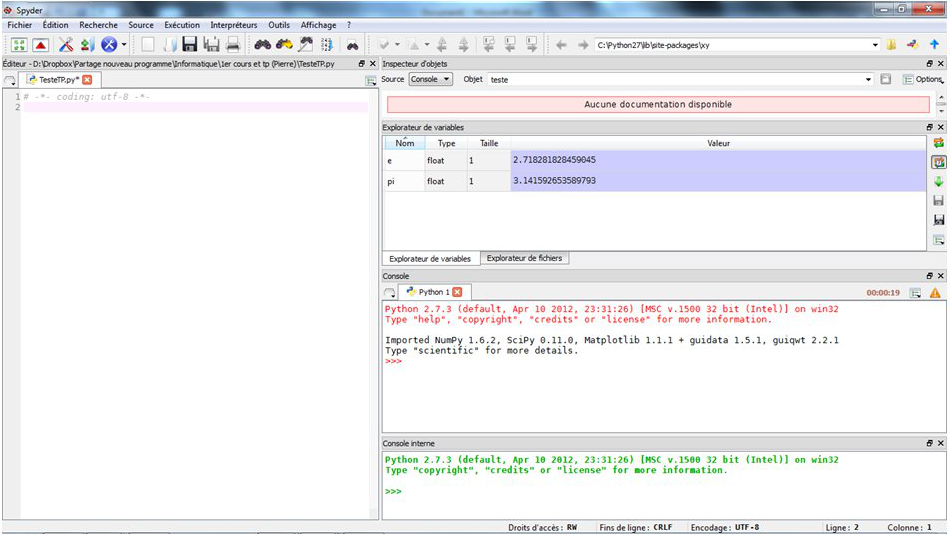 Spyder
Fichier Édition Recherche Source Exécution Interpréteurs Outils Affichage ?
C:\Python27\lib\site-packages\xy
Éditeur - D:\Dropbox\Partage nouveau programme\Informatique\1er cours et tp (Pierre)\TesteTP.py
TesteTP.py*
1 # -*- coding: utf-8 -*-
2
Inspecteur d'objets
Source Console Objet teste Options
Aucune documentation disponible
Explorateur de variables
Nom Type Taille Valeur
e float 1 2.718281828459045
pi float 1 3.141592653589793
Explorateur de variables Explorateur de fichiers
Console
Python 1 00:00:19
Python 2.7.3 (default, Apr 10 2012, 23:31:26) [MSC v.1500 32 bit (Intel)] on win32
Type "help", "copyright", "credits" or "license" for more information.
Imported NumPy 1.6.2, SciPy 0.11.0, Matplotlib 1.1.1 + guidata 1.5.1, guiqwt 2.2.1
Type "scientific" for more details.
>>>
Console interne
Python 2.7.3 (default, Apr 10 2012, 23:31:26) [MSC v.1500 32 bit (Intel)] on win32
Type "copyright", "credits" or "license" for more information.
>>>
Droits d'accès : RW Fins de ligne : CRLF Encodage : UTF-8 Ligne : 2 Colonne : 1